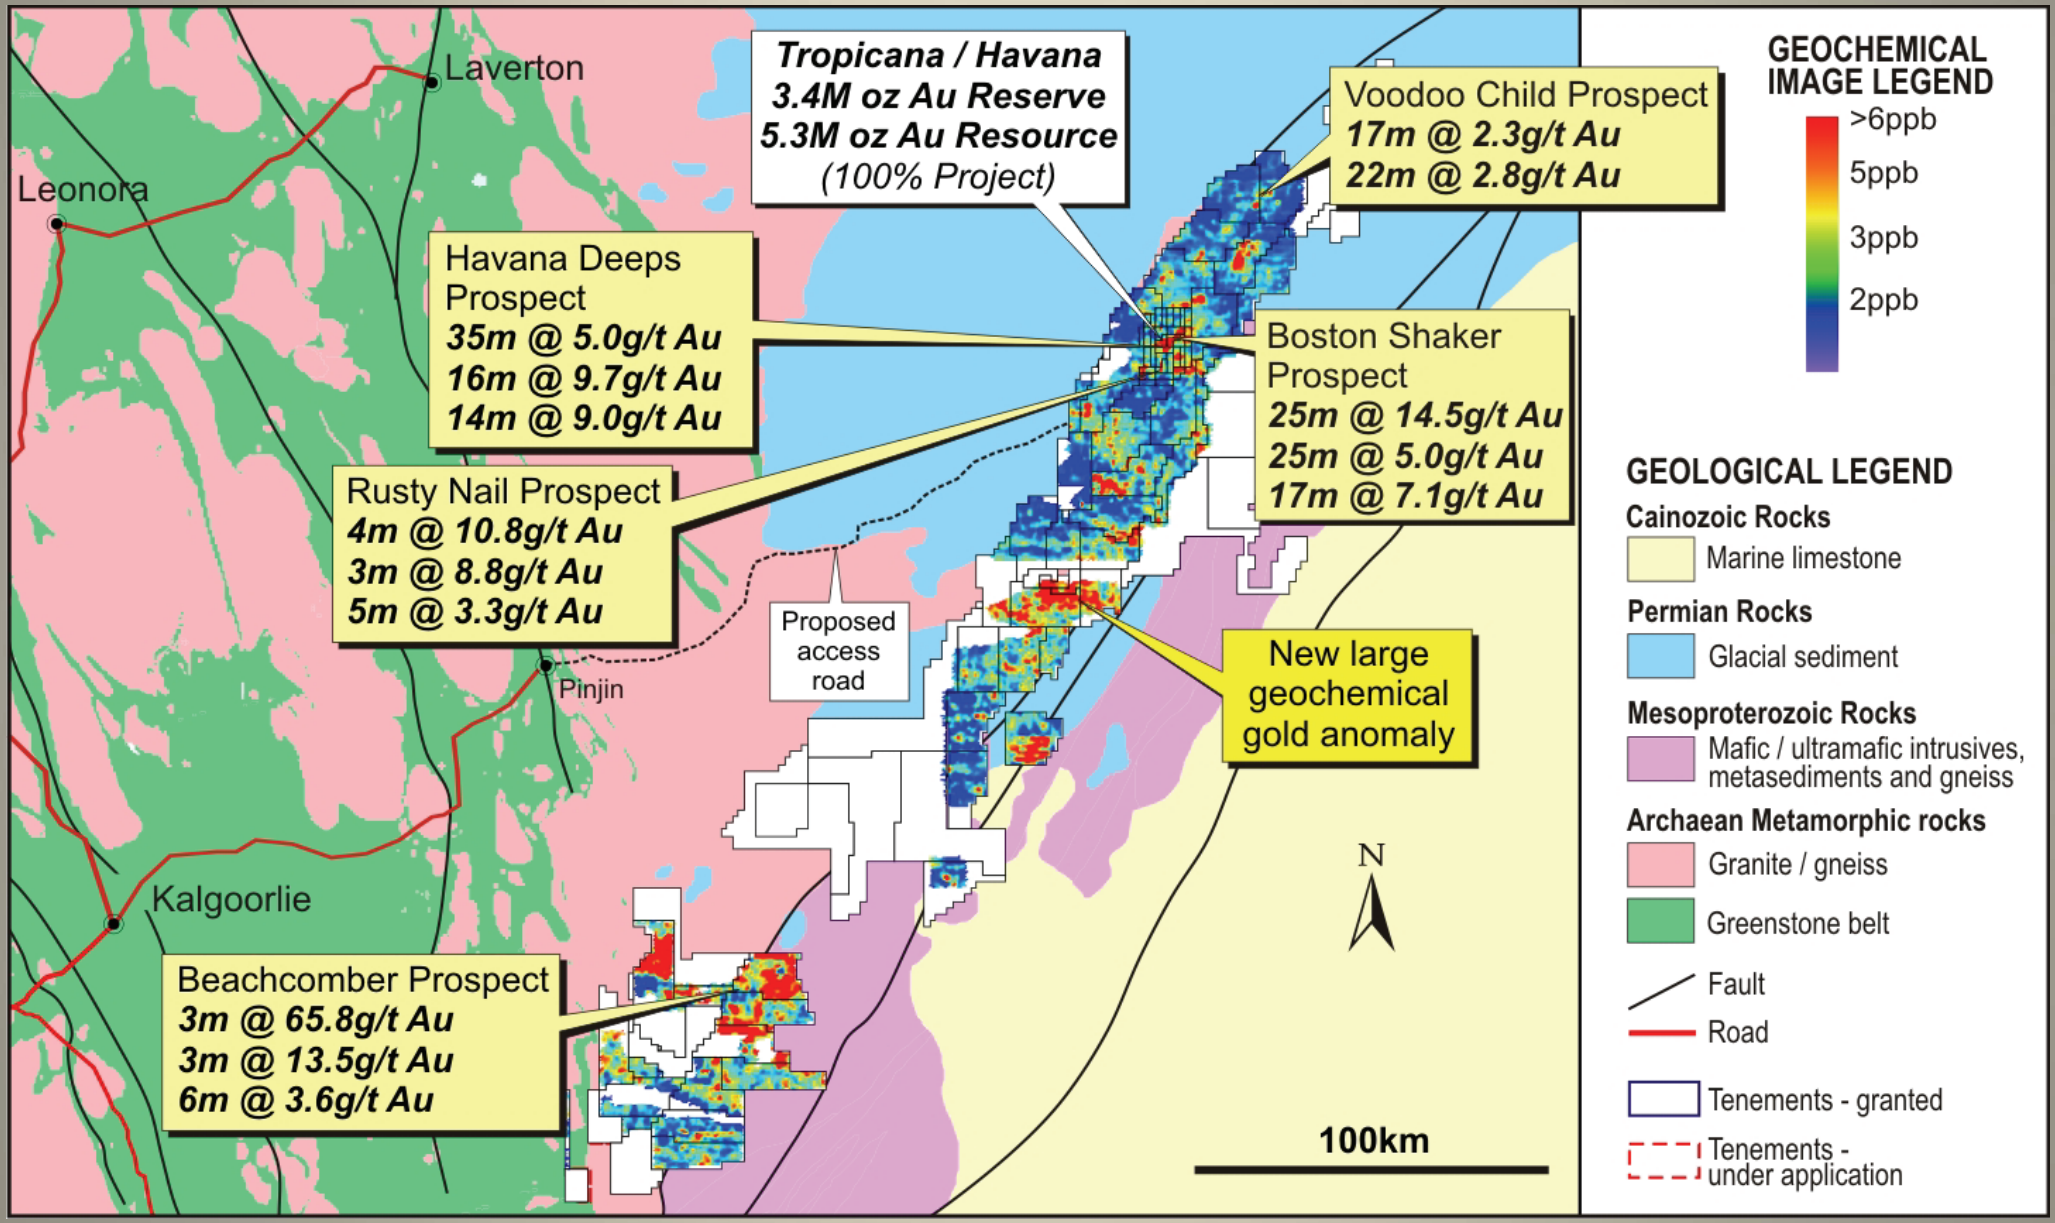 Laverton
Leonora
Tropicana / Havana
3.4M oz Au Reserve
5.3M oz Au Resource
(100% Project)
Voodoo Child Prospect
17m @ 2.3g/t Au
22m @ 2.8g/t Au
Havana Deeps
Prospect
35m @ 5.0g/t Au
16m @ 9.7g/t Au
14m @ 9.0g/t Au
Boston Shaker
Prospect
25m @ 14.5g/t Au
25m @ 5.0g/t Au
17m @ 7.1g/t Au
Rusty Nail Prospect
4m @ 10.8g/t Au
3m @ 8.8g/t Au
5m @ 3.3g/t Au
Proposed
access
road
Pinjin
New large
geochemical
gold anomaly
Kalgoorlie
Beachcomber Prospect
3m @ 65.8g/t Au
3m @ 13.5g/t Au
6m @ 3.6g/t Au
N
100km
GEOCHEMICAL
IMAGE LEGEND
>6ppb
5ppb
3ppb
2ppb
GEOLOGICAL LEGEND
Cainozoic Rocks
Marine limestone
Permian Rocks
Glacial sediment
Mesoproterozoic Rocks
Mafic / ultramafic intrusives,
metasediments and gneiss
Archaean Metamorphic rocks
Granite / gneiss
Greenstone belt
Fault
Road
Tenements - granted
Tenements -
under application